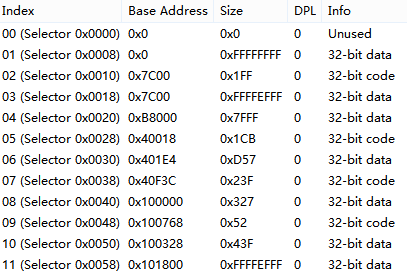 Index Base Address Size DPL Info
00 (Selector 0x0000) 0x0 0x0 0 Unused
01 (Selector 0x0008) 0x0 0xFFFFFFFF 0 32-bit data
02 (Selector 0x0010) 0x7C00 0x1FF 0 32-bit code
03 (Selector 0x0018) 0x7C00 0xFFFFEFFF 0 32-bit data
04 (Selector 0x0020) 0xB8000 0x7FFF 0 32-bit data
05 (Selector 0x0028) 0x40018 0x1CB 0 32-bit code
06 (Selector 0x0030) 0x401E4 0xD57 0 32-bit data
07 (Selector 0x0038) 0x40F3C 0x23F 0 32-bit code
08 (Selector 0x0040) 0x100000 0x327 0 32-bit data
09 (Selector 0x0048) 0x100768 0x52 0 32-bit code
10 (Selector 0x0050) 0x100328 0x43F 0 32-bit data
11 (Selector 0x0058) 0x101800 0xFFFFEFFF 0 32-bit data